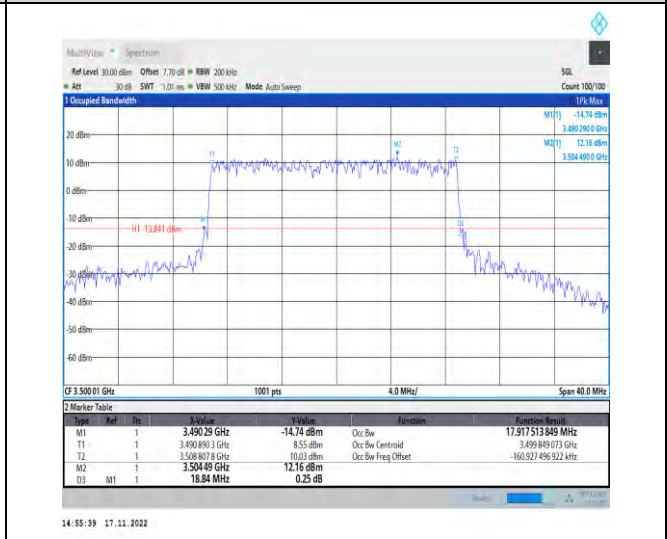 MultiView Spectrum
Ref Level 30.00 dBm Offset 7.70 dB RBW 200 kHz SGL
Att 30 dB SWT 1.01 ms VBW 500 kHz Mode Auto Sweep Count 100/100
1 Occupied Bandwidth 1Pk Max
M1[1] -14.74 dBm
3.490 290 0 GHz
20 dBm
M2[1] 12.16 dBm
3.504 490 0 GHz
M2
T1
T2
10 dBm
0 dBm
-10 dBm
M1
D3
H1 -13.841 dBm
-20 dBm
-30 dBm
-40 dBm
-50 dBm
-60 dBm
CF 3.500 01 GHz 1001 pts 4.0 MHz/ Span 40.0 MHz
2 Marker Table
Type Ref Trc X-Value Y-Value Function Function Result
M1 1 3.490 29 GHz -14.74 dBm Occ Bw 17.917 513 849 MHz
T1 1 3.490 890 3 GHz 8.55 dBm Occ Bw Centroid 3.499 849 073 GHz
T2 1 3.508 807 8 GHz 10.03 dBm Occ Bw Freq Offset -160.927 496 922 kHz
M2 1 3.504 49 GHz 12.16 dBm
D3 M1 1 18.84 MHz 0.25 dB
14:55:39 17.11.2022